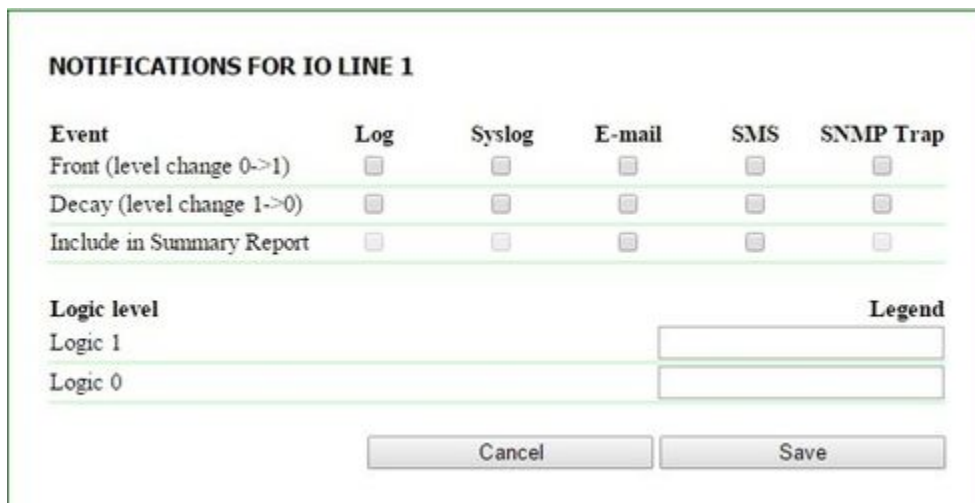 NOTIFICATIONS FOR IO LINE 1
Event Log Syslog E-mail SMS SNMP Trap
Front (level change 0->1)
Decay (level change 1->0)
Include in Summary Report
Logic level Legend
Logic 1
Logic 0
Cancel Save